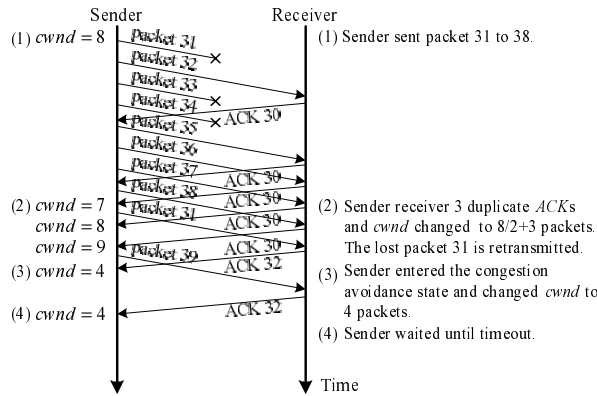 Sender
Receiver
(1) cwnd = 8
packet 31
packet 32
packet 33
packet 34
packet 35
packet 36
packet 37
packet 38
packet 31
packet 39
ACK 30
ACK 30
ACK 30
ACK 30
ACK 30
ACK 32
ACK 32
(2) cwnd = 7
cwnd = 8
cwnd = 9
(3) cwnd = 4
(4) cwnd = 4
(1) Sender sent packet 31 to 38.
(2) Sender receiver 3 duplicate ACKs
and cwnd changed to 8/2+3 packets.
The lost packet 31 is retransmitted.
(3) Sender entered the congestion
avoidance state and changed cwnd to
4 packets.
(4) Sender waited until timeout.
Time